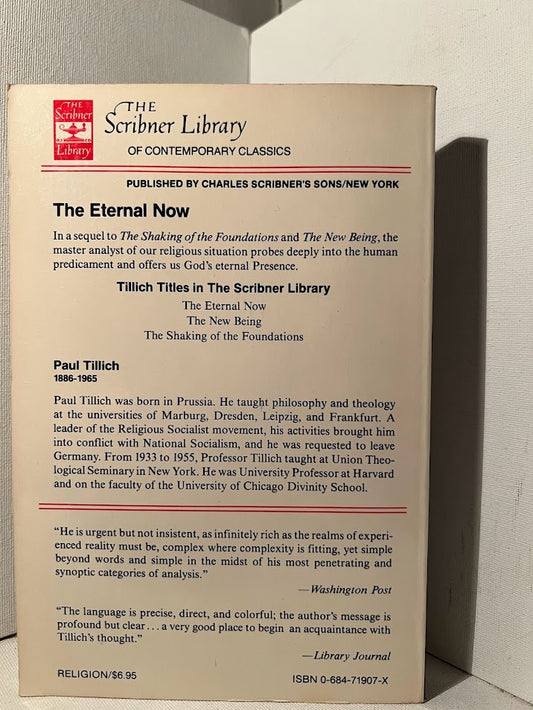 THE
Scribner
Library
THE
Scribner Library
OF CONTEMPORARY CLASSICS
PUBLISHED BY CHARLES SCRIBNER'S SONS/NEW YORK
The Eternal Now
In a sequel to The Shaking of the Foundations and The New Being, the
master analyst of our religious situation probes deeply into the human
predicament and offers us God's eternal Presence.
Tillich Titles in The Scribner Library
The Eternal Now
The New Being
The Shaking of the Foundations
Paul Tillich
1886-1965
Paul Tillich was born in Prussia. He taught philosophy and theology
at the universities of Marburg, Dresden, Leipzig, and Frankfurt. A
leader of the Religious Socialist movement, his activities brought him
into conflict with National Socialism, and he was requested to leave
Germany. From 1933 to 1955, Professor Tillich taught at Union Theo-
logical Seminary in New York. He was University Professor at Harvard
and on the faculty of the University of Chicago Divinity School.
"He is urgent but not insistent, as infinitely rich as the realms of experi-
enced reality must be, complex where complexity is fitting, yet simple
beyond words and simple in the midst of his most penetrating and
synoptic categories of analysis."
—Washington Post
"The language is precise, direct, and colorful; the author's message is
profound but clear . . . a very good place to begin an acquaintance with
Tillich's thought."
—Library Journal
RELIGION/$6.95
ISBN 0-684-71907-X